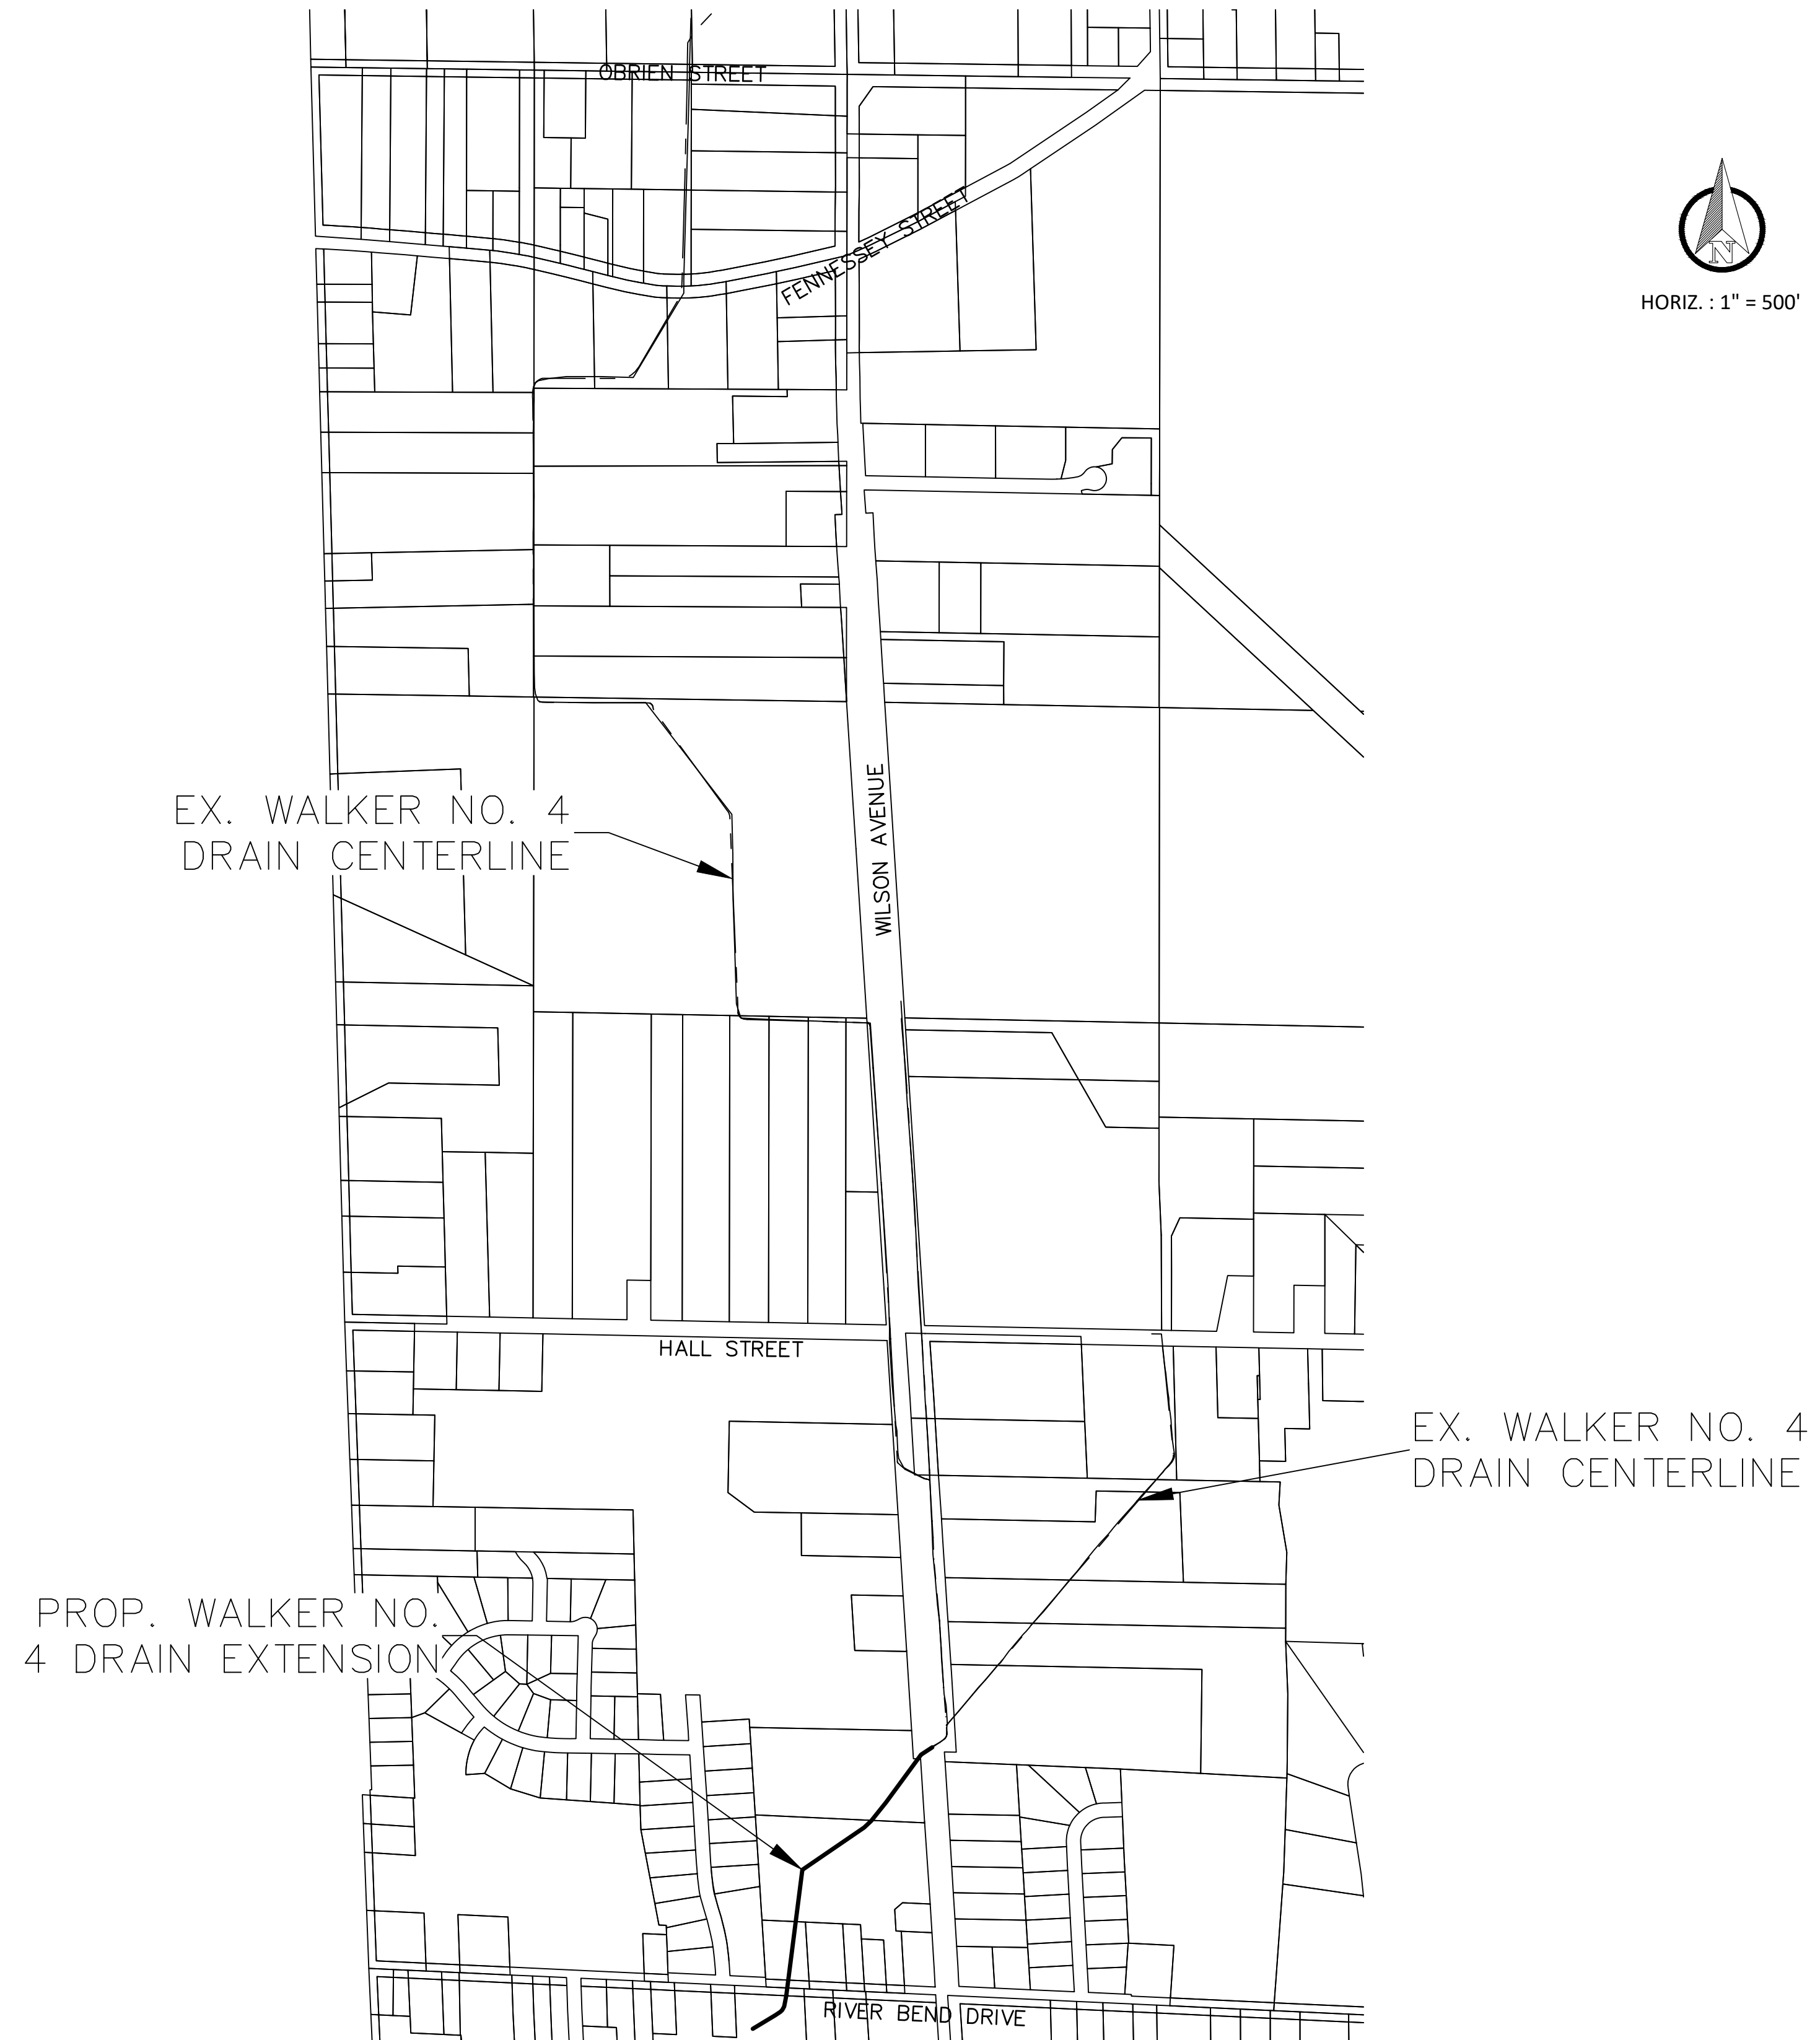 OBRIEN STREET
FENNESSEY STREET
N
HORIZ. : 1" = 500'
WILSON AVENUE
EX. WALKER NO. 4
DRAIN CENTERLINE
HALL STREET
EX. WALKER NO. 4
DRAIN CENTERLINE
PROP. WALKER NO.
4 DRAIN EXTENSION
RIVER BEND DRIVE